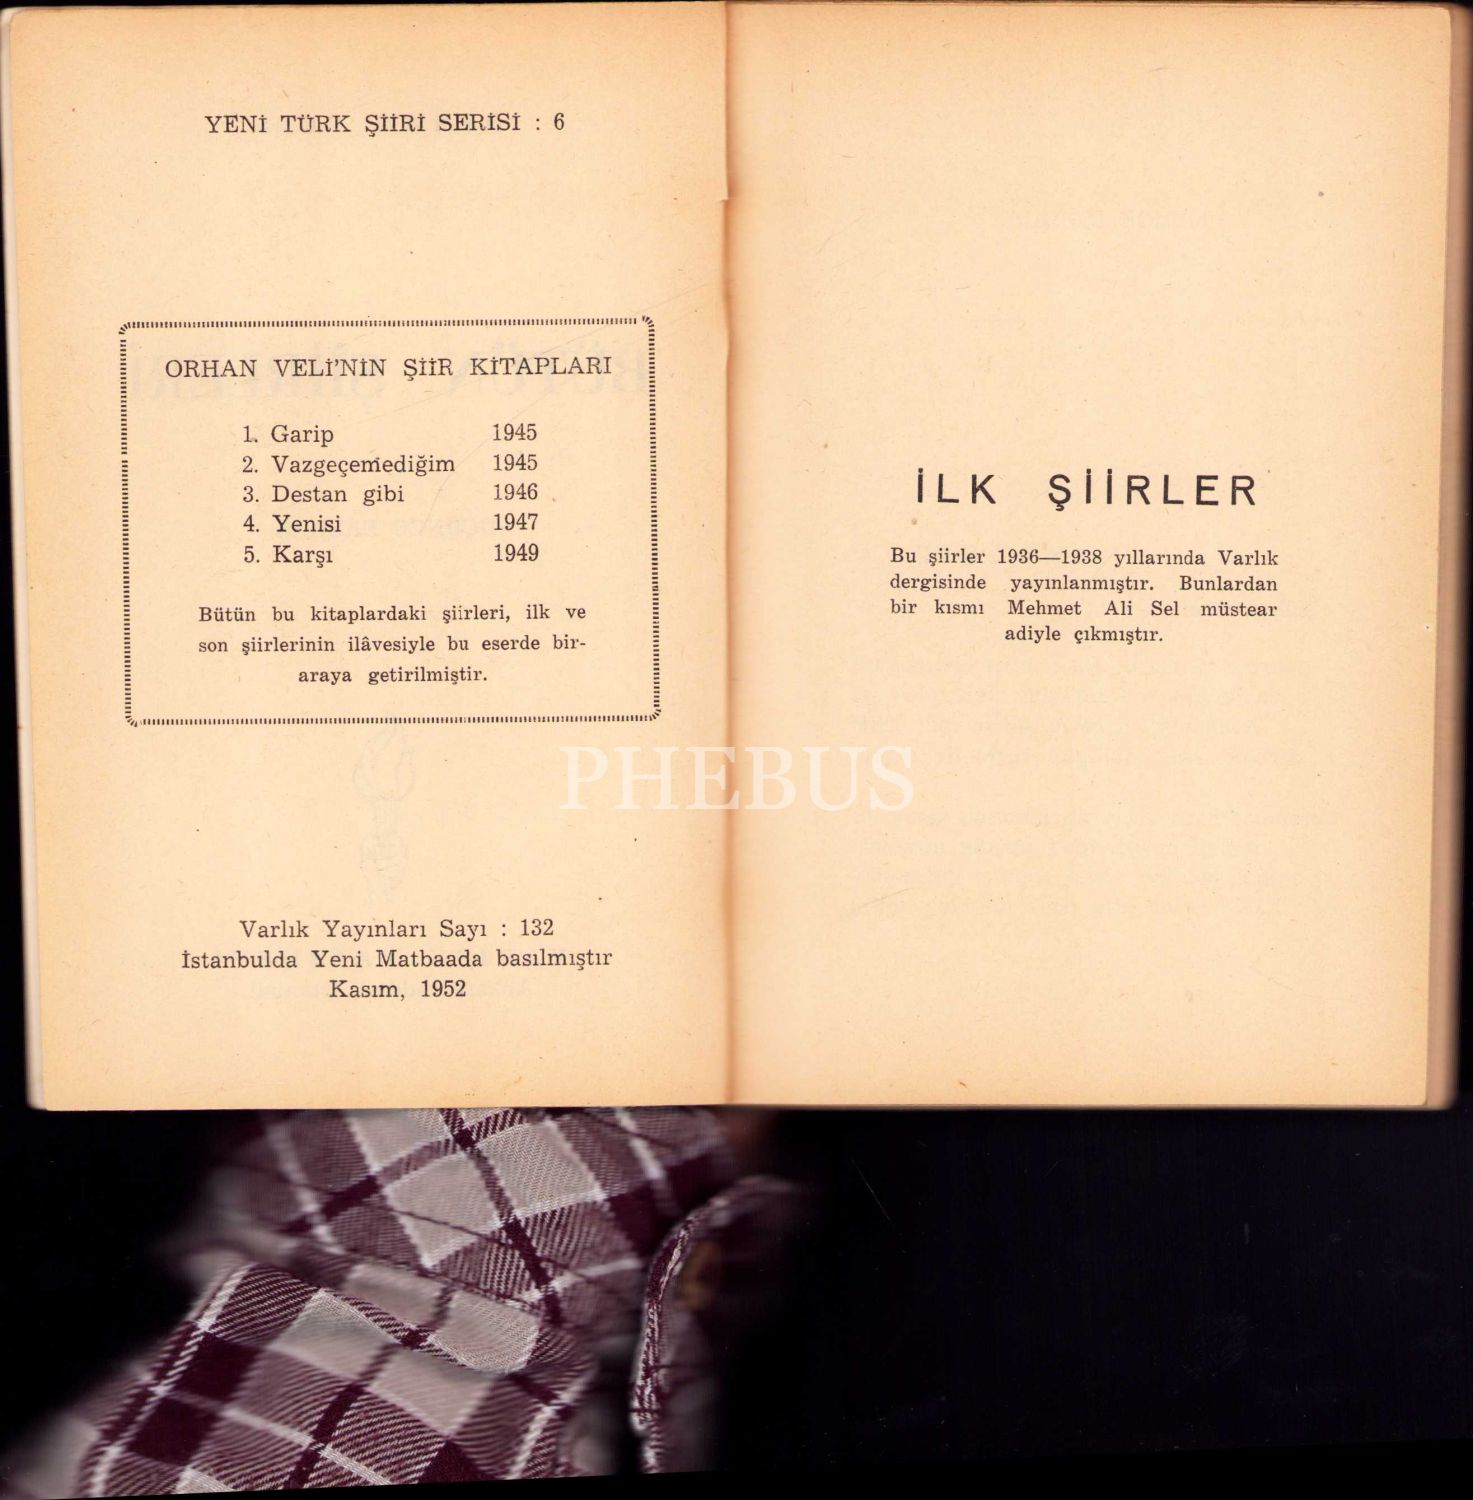 YENİ TÜRK ŞİİRİ SERİSİ : 6
ORHAN VELİ'NİN ŞİİR KİTAPLARI
1. Garip 1945
2. Vazgeçemediğim 1945
3. Destan gibi 1946
4. Yenisi 1947
5. Karşı 1949
Bütün bu kitaplardaki şiirleri, ilk ve
son şiirlerinin ilâvesiyle bu eserde bir-
araya getirilmiştir.
Varlık Yayınları Sayı : 132
İstanbulda Yeni Matbaada basılmıştır
Kasım, 1952
İLK ŞİİRLER
Bu şiirler 1936—1938 yıllarında Varlık
dergisinde yayınlanmıştır. Bunlardan
bir kısmı Mehmet Ali Sel müstear
adiyle çıkmıştır.
PHEBUS